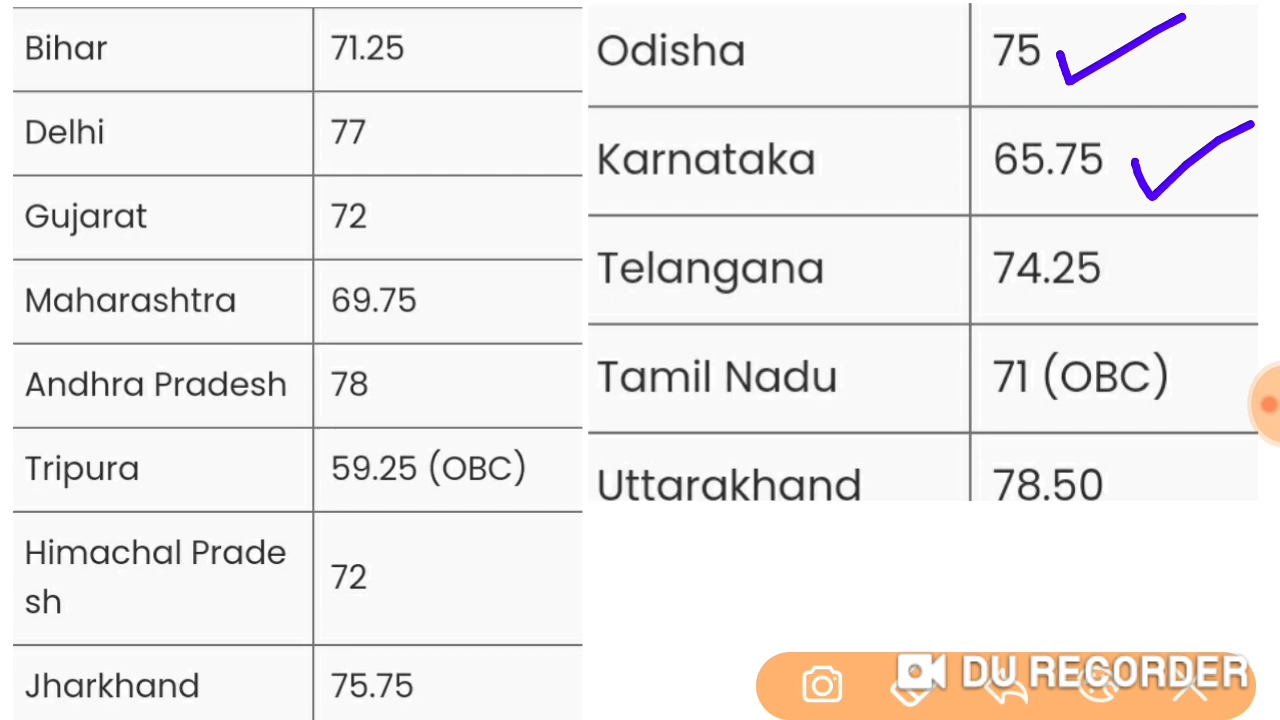 Bihar 71.25
Delhi 77
Gujarat 72
Maharashtra 69.75
Andhra Pradesh 78
Tripura 59.25 (OBC)
Himachal Prade
sh 72
Jharkhand 75.75
Odisha 75
Karnataka 65.75
Telangana 74.25
Tamil Nadu 71 (OBC)
Uttarakhand 78.50
DU RECORDER